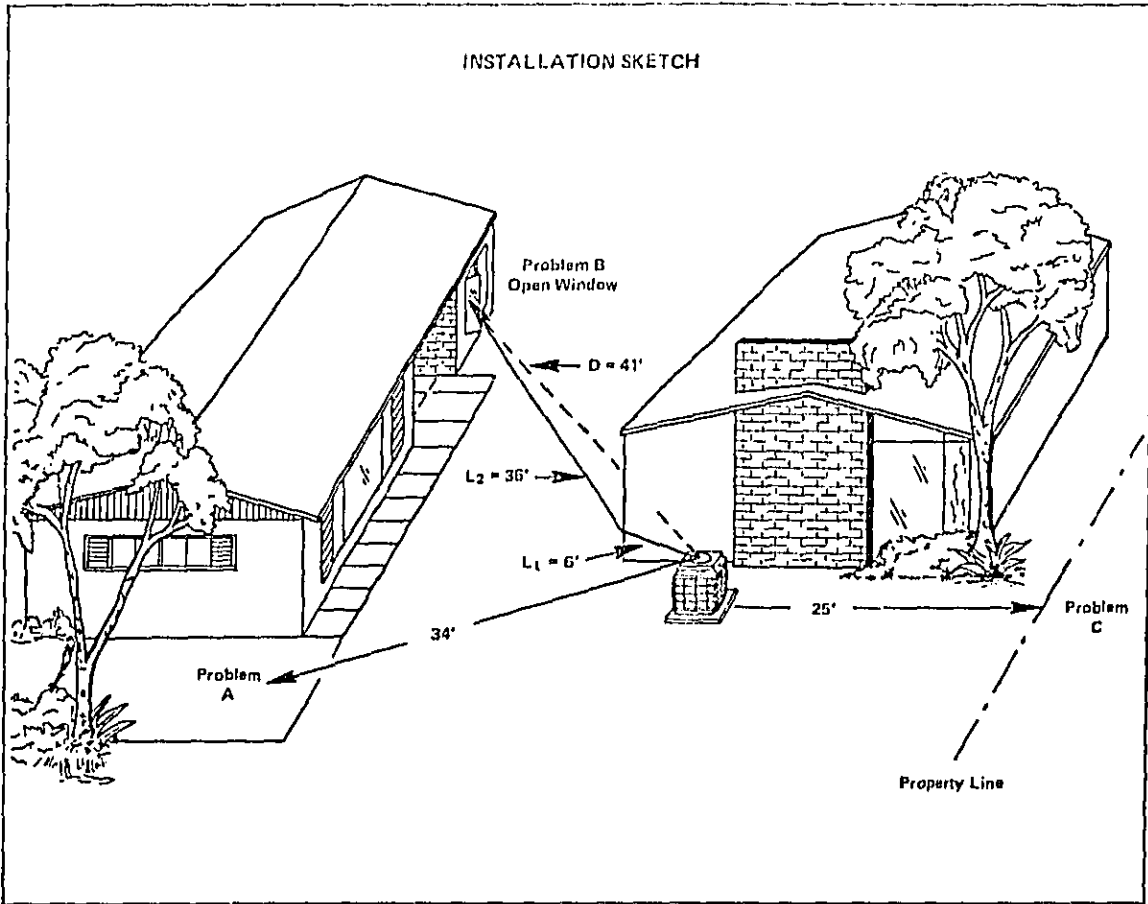 INSTALLATION SKETCH
Problem B
Open Window
D = 41'
L2 = 36'
L1 = 6'
25'
Problem
C
34'
Problem
A
Property Line